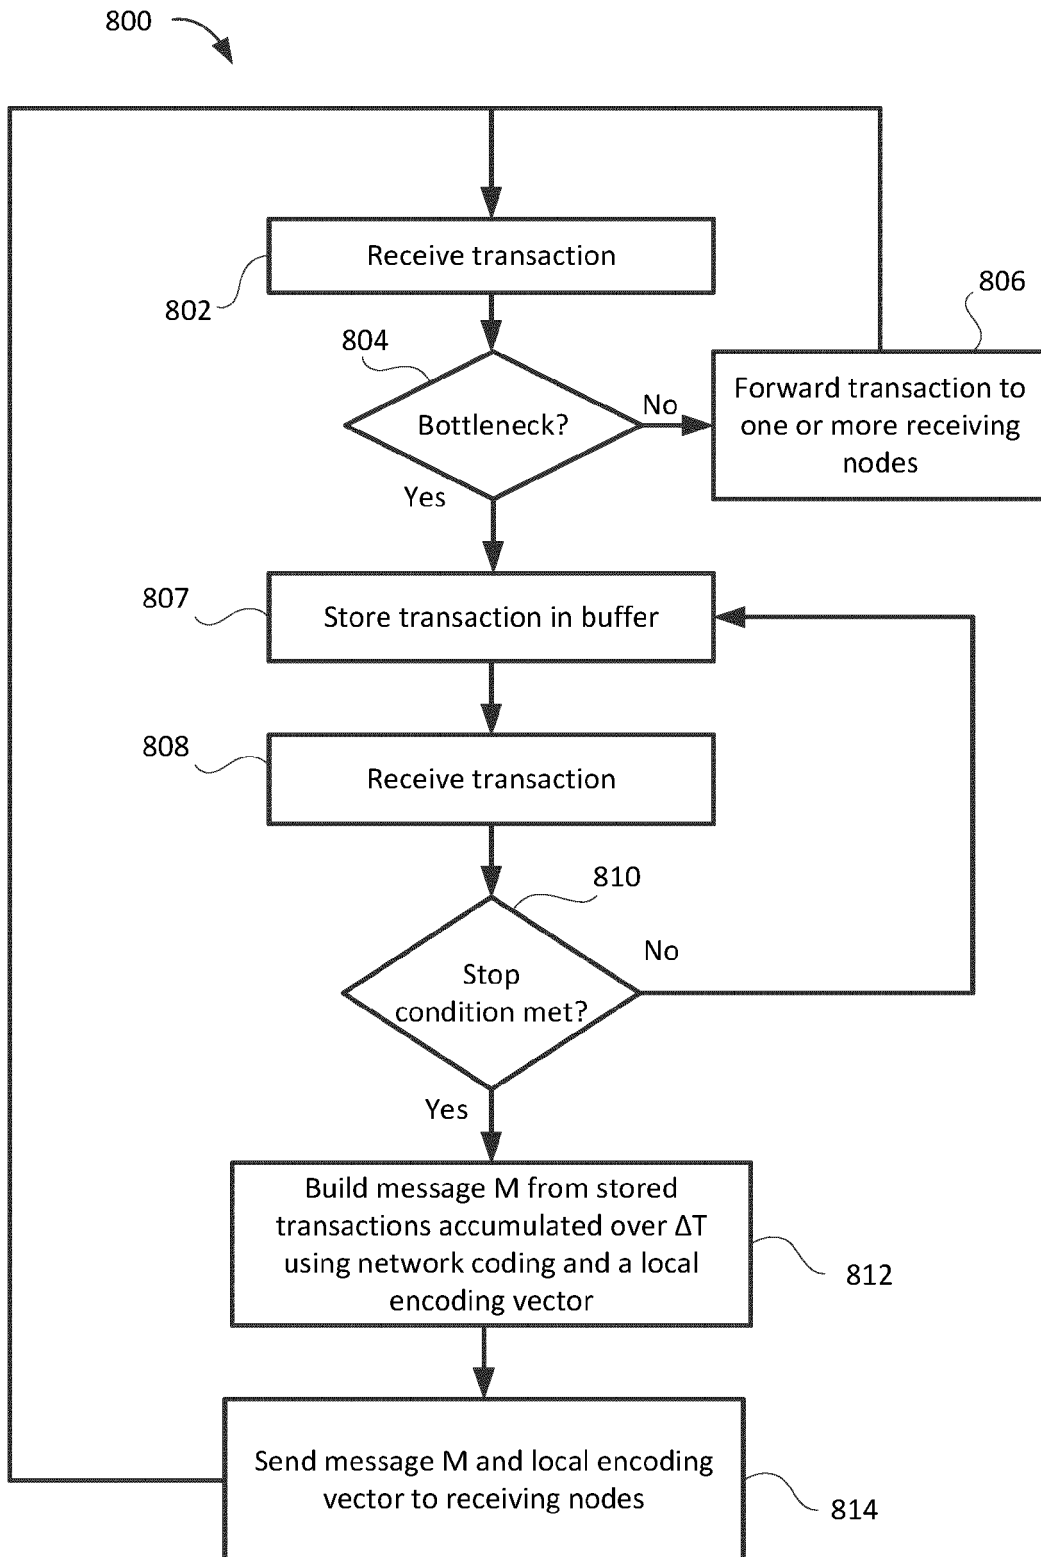 800
Receive transaction
802
804
806
Bottleneck?
No
Forward transaction to
one or more receiving
nodes
Yes
807
Store transaction in buffer
808
Receive transaction
810
Stop
condition met?
No
Yes
Build message M from stored
transactions accumulated over ΔT
using network coding and a local
encoding vector
812
Send message M and local encoding
vector to receiving nodes
814